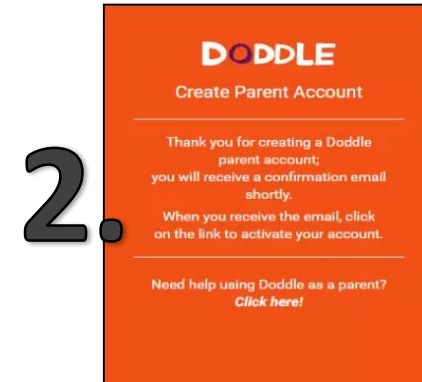 2.
DODDLE
Create Parent Account
Thank you for creating a Doddle
parent account;
you will receive a confirmation email
shortly.
When you receive the email, click
on the link to activate your account.
Need help using Doddle as a parent?
Click here!